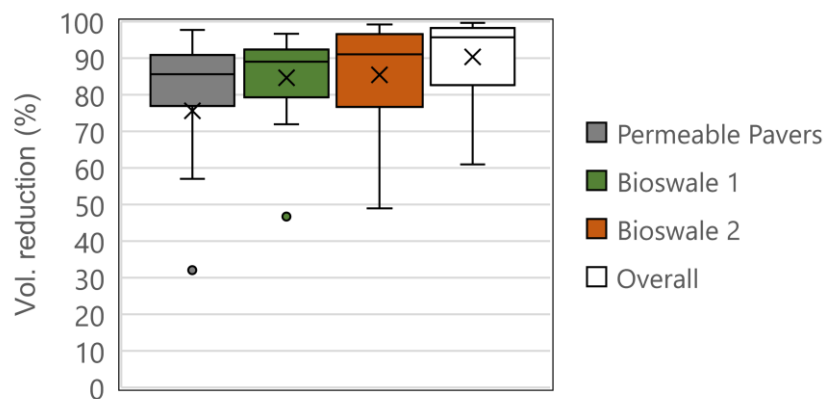 Vol. reduction (%)
100
90
80
70
60
50
40
30
20
10
0
Permeable Pavers
Bioswale 1
Bioswale 2
Overall